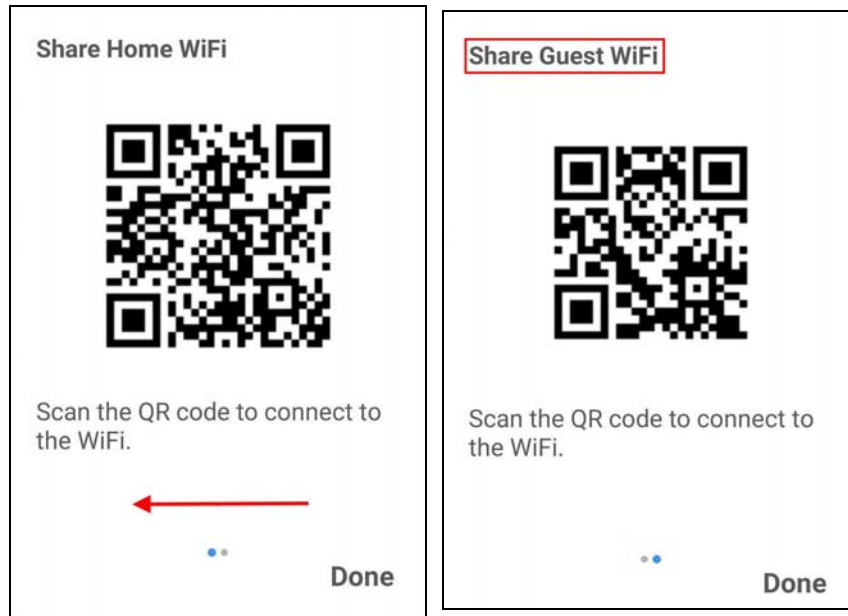 Share Home WiFi
Scan the QR code to connect to
the WiFi.
Done
Share Guest WiFi
Scan the QR code to connect to
the WiFi.
Done